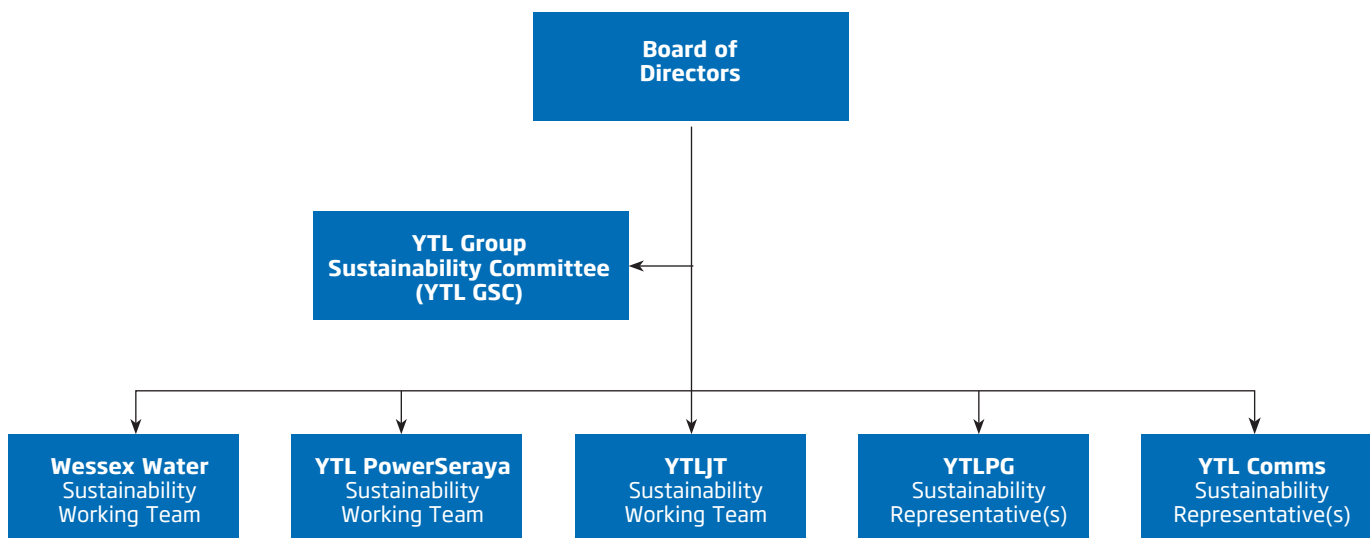 Board of
Directors
YTL Group
Sustainability Committee
(YTL GSC)
Wessex Water
Sustainability
Working Team
YTL PowerSeraya
Sustainability
Working Team
YTLJT
Sustainability
Working Team
YTLPG
Sustainability
Representative(s)
YTL Comms
Sustainability
Representative(s)